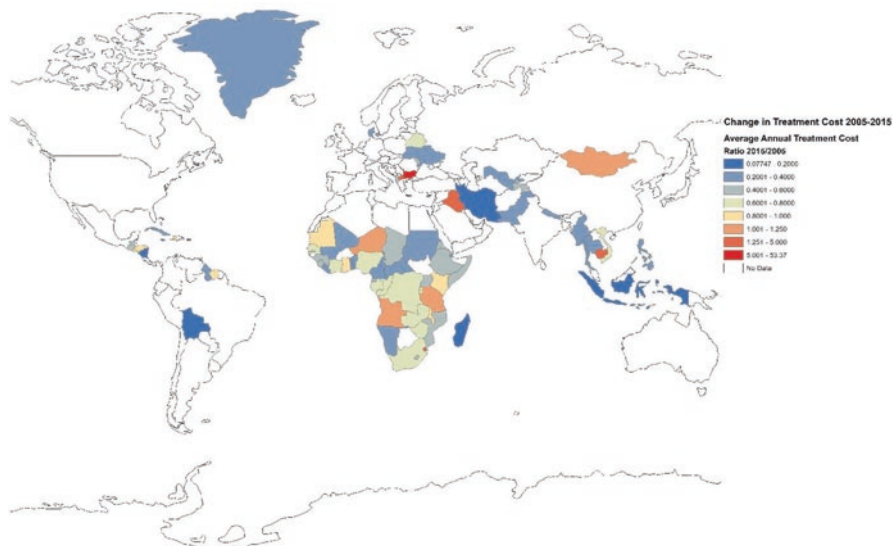 Change in Treatment Cost 2005-2015
Average Annual Treatment Cost
Ratio 2015/2005
0.07747 - 0.2000
0.2001 - 0.4000
0.4001 - 0.6000
0.6001 - 0.8000
0.8001 - 1.000
1.001 - 1.250
1.251 - 5.000
5.001 - 53.37
No Data